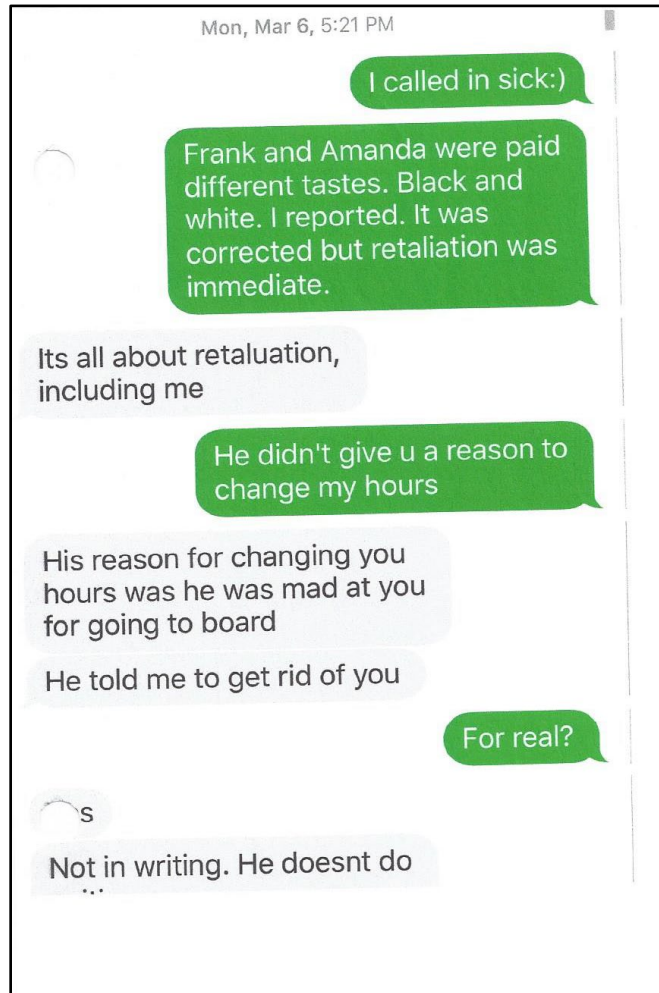 Mon, Mar 6, 5:21 PM
I called in sick:)
Frank and Amanda were paid
different tastes. Black and
white. I reported. It was
corrected but retaliation was
immediate.
Its all about retaluation,
including me
He didn't give u a reason to
change my hours
His reason for changing you
hours was he was mad at you
for going to board
He told me to get rid of you
For real?
s
Not in writing. He doesnt do